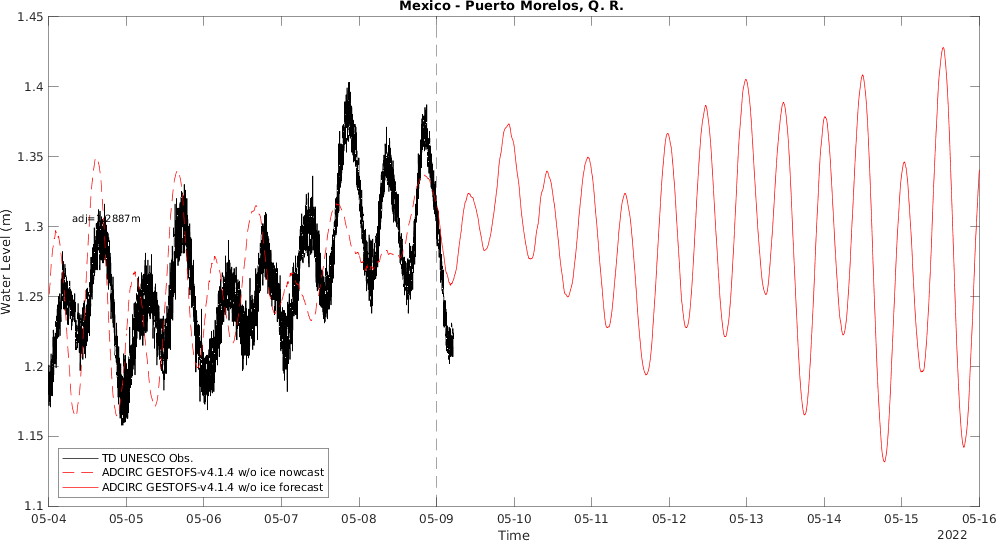 Mexico - Puerto Morelos, Q. R.
Water Level (m)
1.45
1.4
1.35
1.3
1.25
1.2
1.15
1.1
TD UNESCO Obs.
ADCIRC GESTOFS-v4.1.4 w/o ice nowcast
ADCIRC GESTOFS-v4.1.4 w/o ice forecast
05-04 05-05 05-06 05-07 05-08 05-09 05-10 05-11 05-12 05-13 05-14 05-15 05-16
Time
2022